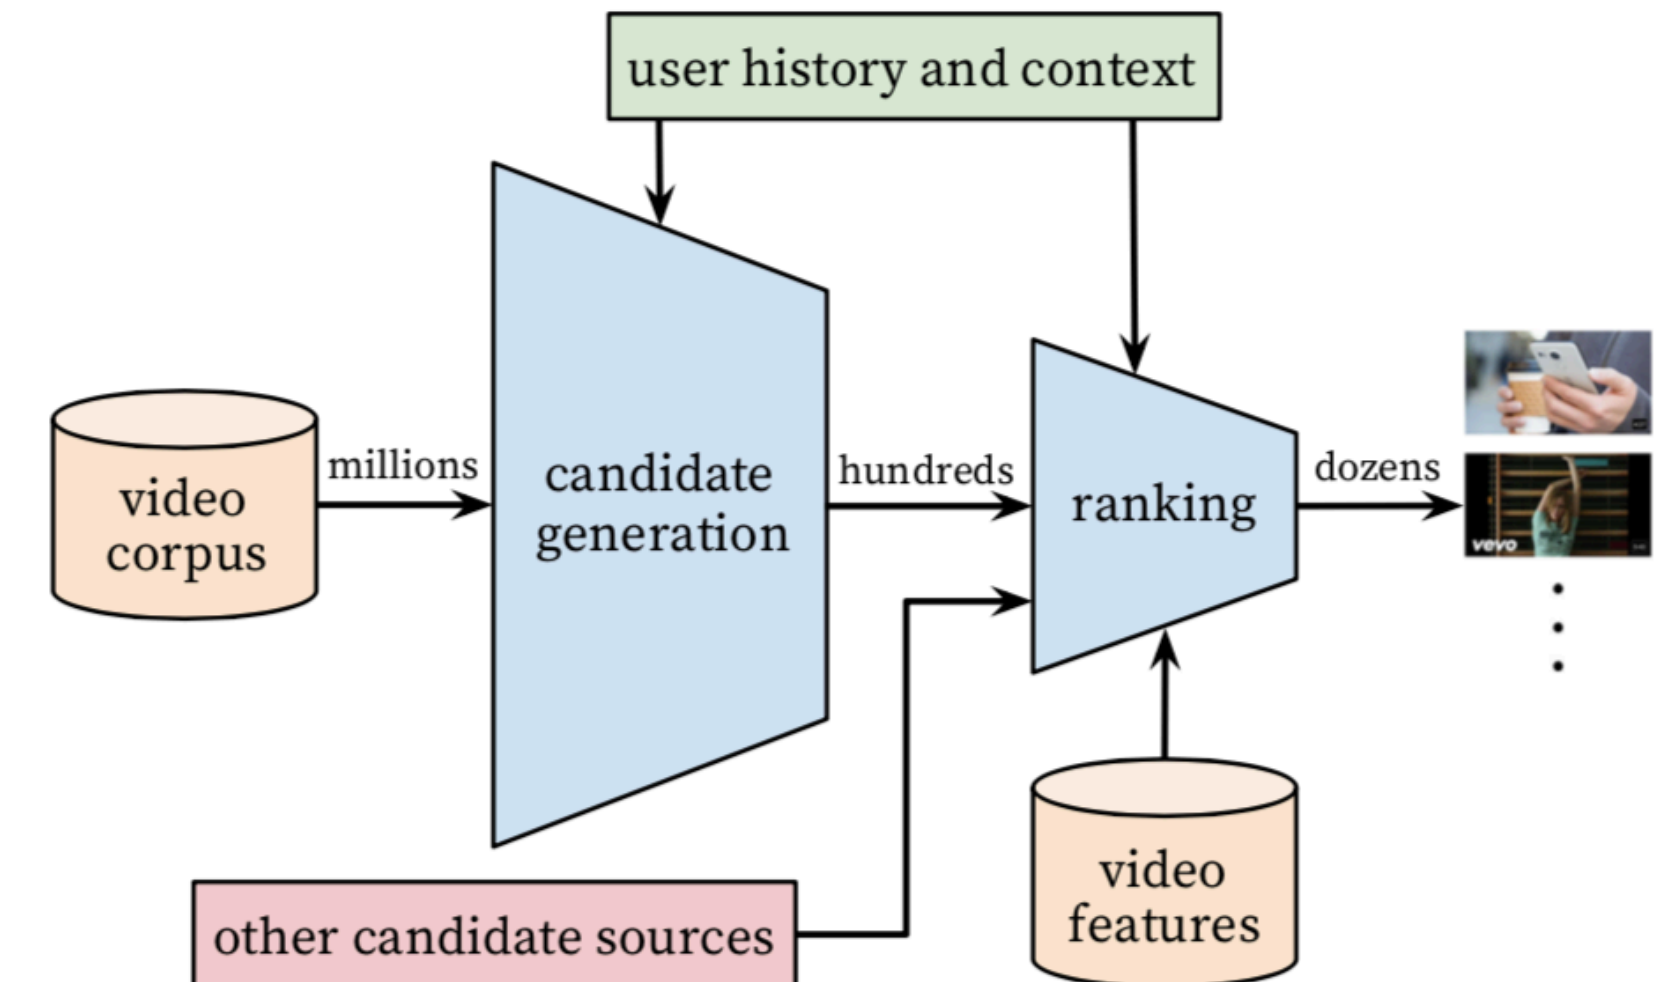 user history and context
millions
video
corpus
candidate
generation
hundreds
ranking
dozens
vevo
other candidate sources
video
features